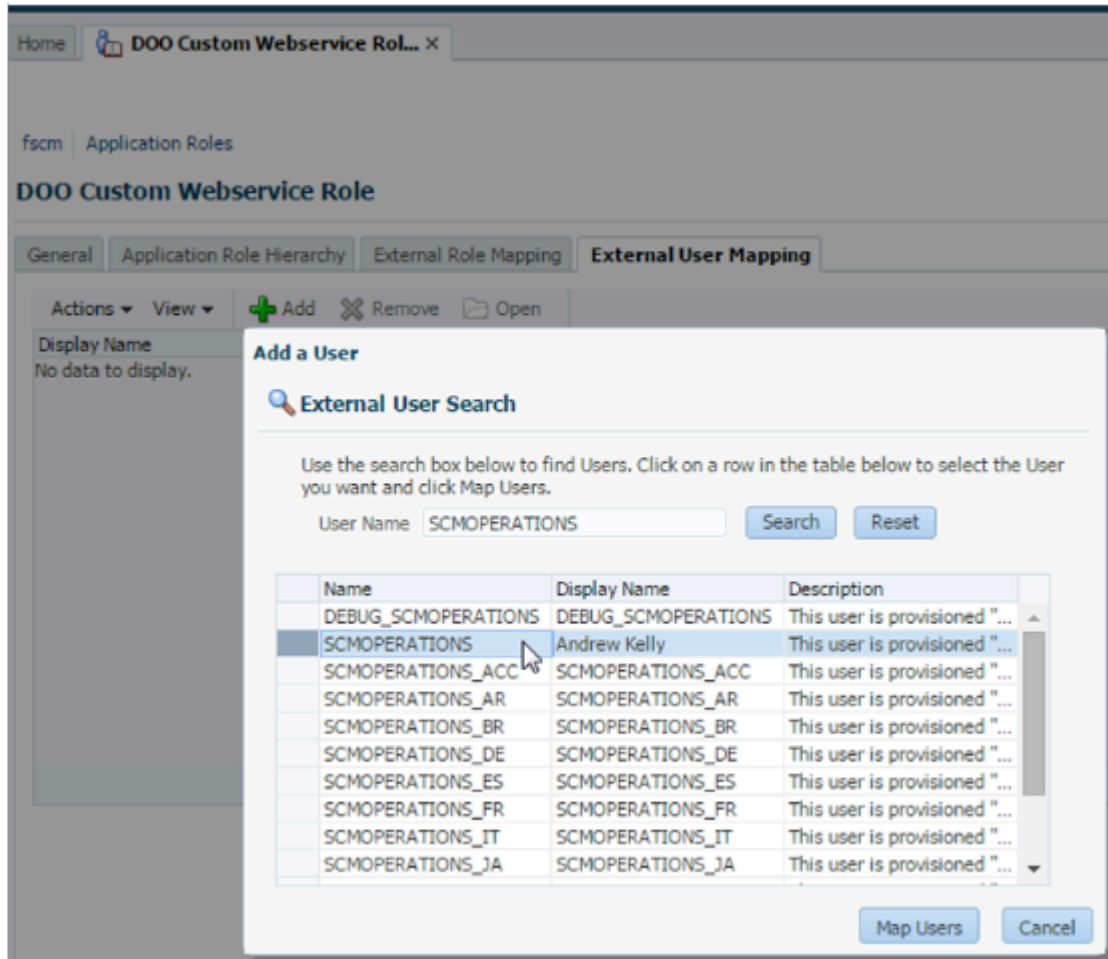 Home DOO Custom Webservice Rol... ×
fscm Application Roles
DOO Custom Webservice Role
General Application Role Hierarchy External Role Mapping External User Mapping
Actions View Add Remove Open
Display Name
No data to display.
Add a User
External User Search
Use the search box below to find Users. Click on a row in the table below to select the User
you want and click Map Users.
User Name SCMOPERATIONS Search Reset
Name Display Name Description
DEBUG_SCMOPERATIONS DEBUG_SCMOPERATIONS This user is provisioned "...
SCMOPERATIONS Andrew Kelly This user is provisioned "...
SCMOPERATIONS_ACC SCMOPERATIONS_ACC This user is provisioned "...
SCMOPERATIONS_AR SCMOPERATIONS_AR This user is provisioned "...
SCMOPERATIONS_BR SCMOPERATIONS_BR This user is provisioned "...
SCMOPERATIONS_DE SCMOPERATIONS_DE This user is provisioned "...
SCMOPERATIONS_ES SCMOPERATIONS_ES This user is provisioned "...
SCMOPERATIONS_FR SCMOPERATIONS_FR This user is provisioned "...
SCMOPERATIONS_IT SCMOPERATIONS_IT This user is provisioned "...
SCMOPERATIONS_JA SCMOPERATIONS_JA This user is provisioned "...
Map Users Cancel